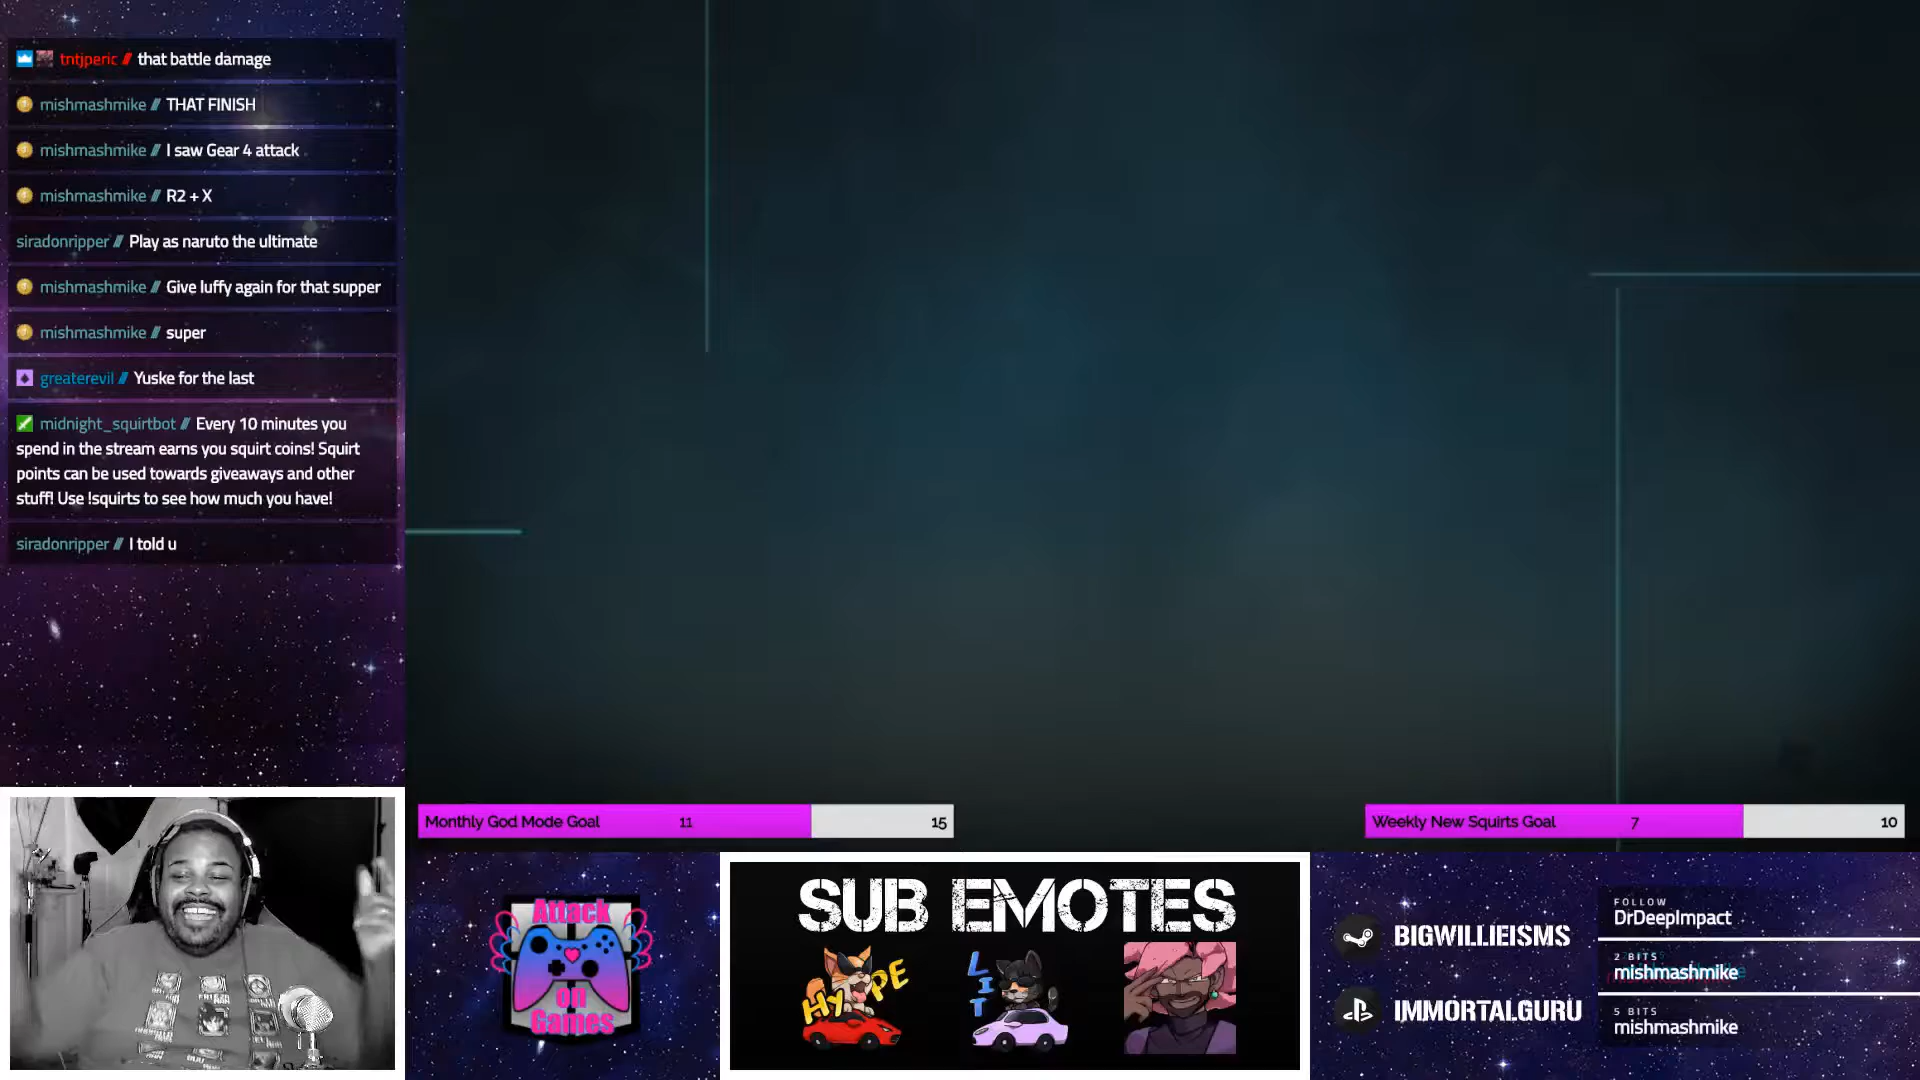 tntjperic // that battle damage
mishmashmike // THAT FINISH
mishmashmike // I saw Gear 4 attack
mishmashmike // R2 + X
siradonripper // Play as naruto the ultimate
mishmashmike // Give luffy again for that supper
mishmashmike // super
greaterevil // Yuske for the last
midnight_squirtbot // Every 10 minutes you
spend in the stream earns you squirt coins! Squirt
points can be used towards giveaways and other
stuff! Use !squirts to see how much you have!
siradonripper // I told u
Monthly God Mode Goal 11 15
Weekly New Squirts Goal 7 10
Attack
on
Games
SUB EMOTES
HYPE
LIT
BIGWILLIEISMS
IMMORTALGURU
FOLLOW
DrDeepImpact
2 BITS
mishmashmike
5 BITS
mishmashmike